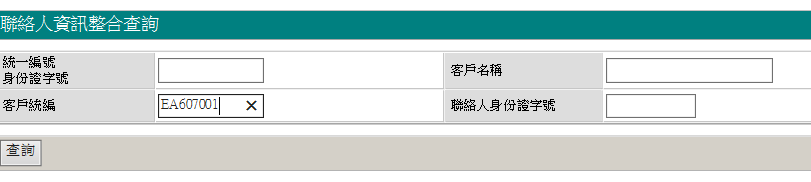 聯絡人資訊整合查詢
統一編號
身份證字號
客戶名稱
客戶統編
EA607001
聯絡人身份證字號
查詢